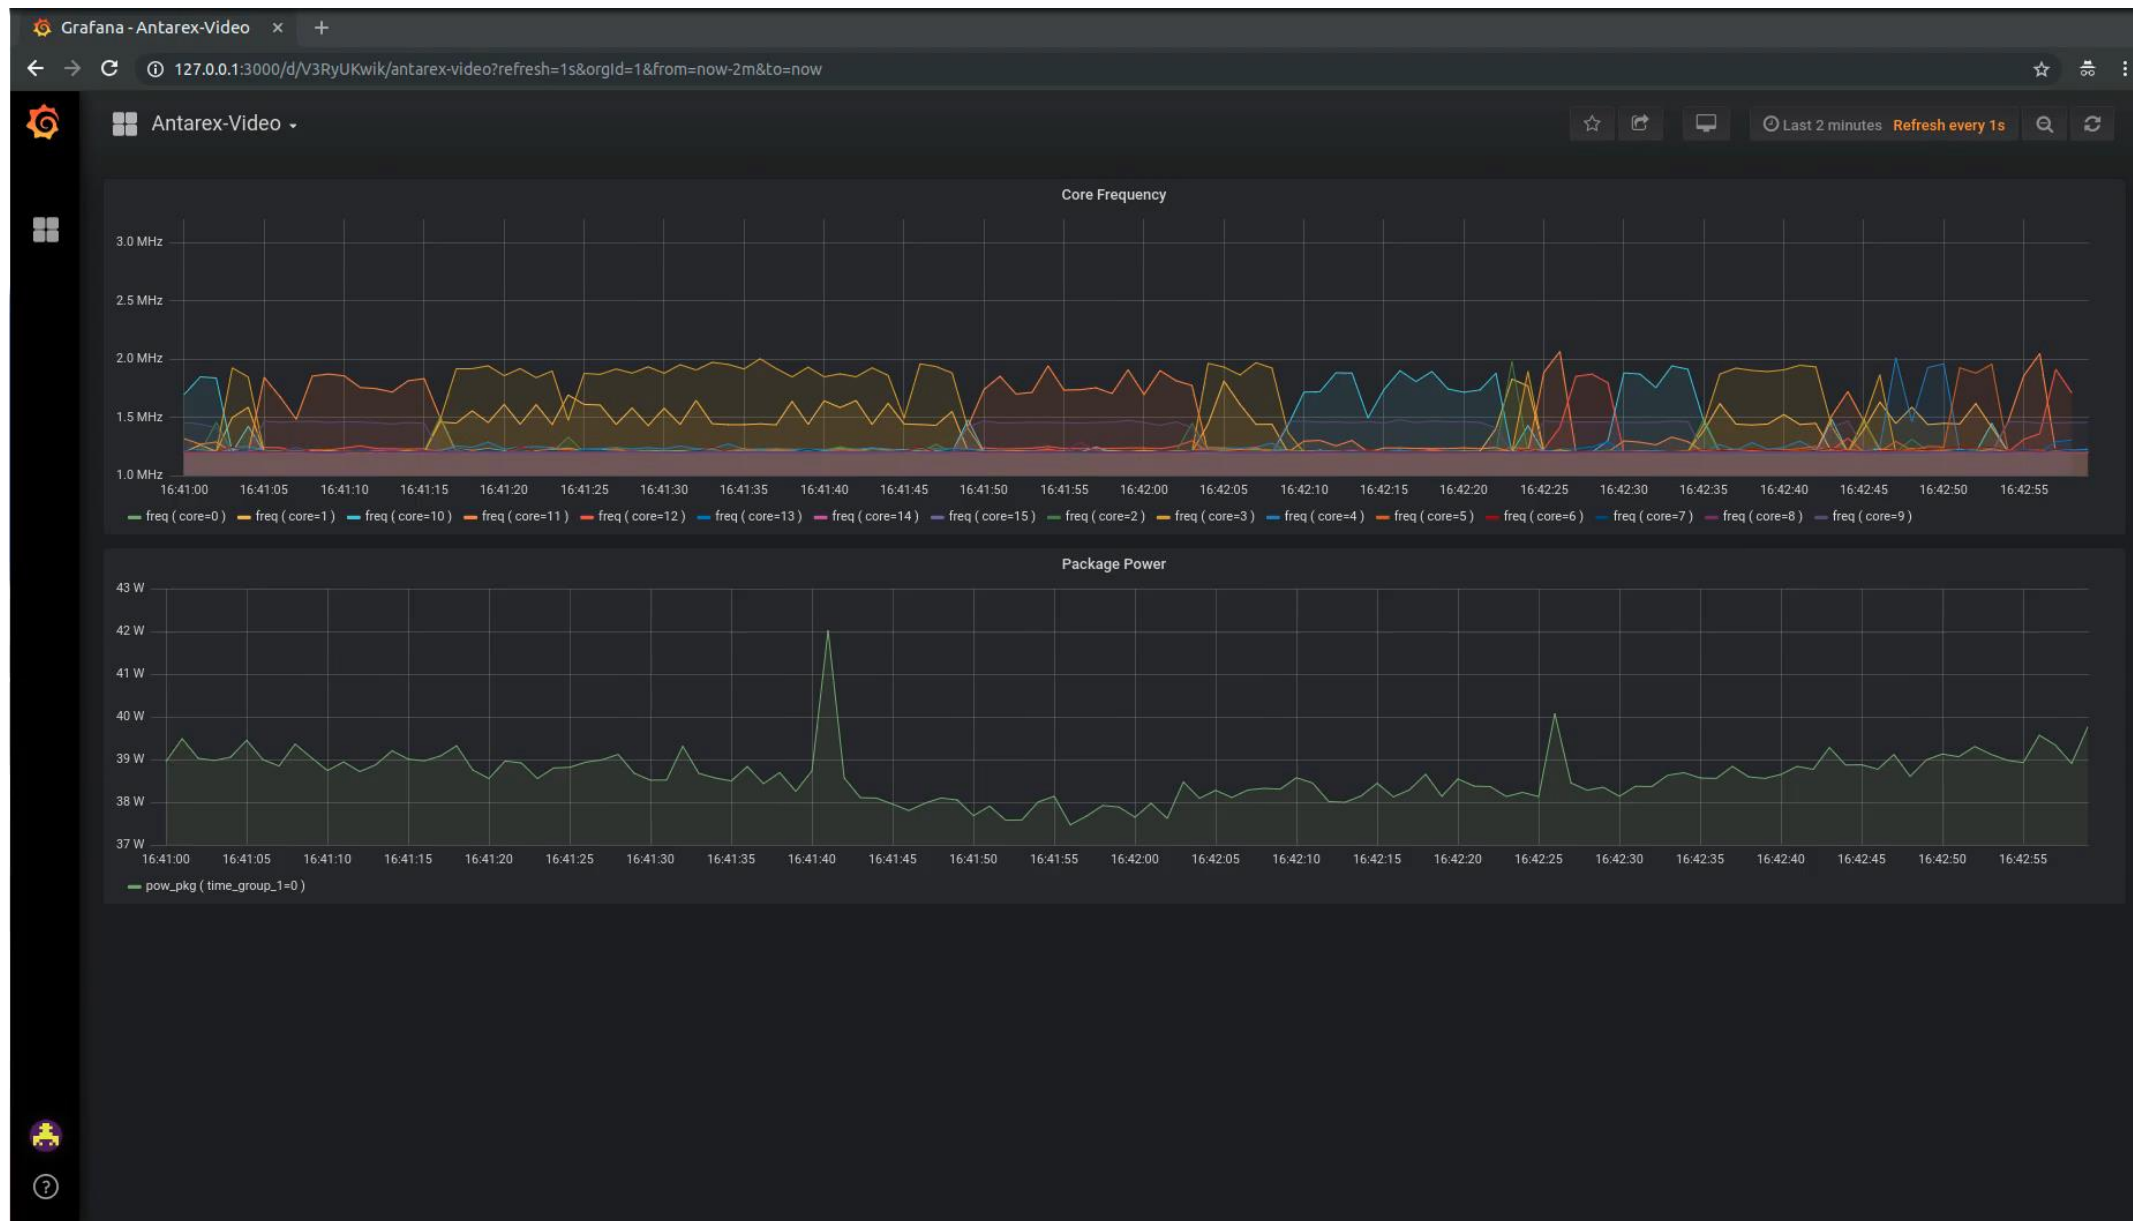 Grafana - Antarex-Video × +
127.0.0.1:3000/d/V3RyUKwik/antarex-video?refresh=1s&orgId=1&from=now-2m&to=now
Antarex-Video
Last 2 minutes Refresh every 1s
Core Frequency
3.0 MHz
2.5 MHz
2.0 MHz
1.5 MHz
1.0 MHz
16:41:00 16:41:05 16:41:10 16:41:15 16:41:20 16:41:25 16:41:30 16:41:35 16:41:40 16:41:45 16:41:50 16:41:55 16:42:00 16:42:05 16:42:10 16:42:15 16:42:20 16:42:25 16:42:30 16:42:35 16:42:40 16:42:45 16:42:50 16:42:55
freq ( core=0 ) freq ( core=1 ) freq ( core=10 ) freq ( core=11 ) freq ( core=12 ) freq ( core=13 ) freq ( core=14 ) freq ( core=15 ) freq ( core=2 ) freq ( core=3 ) freq ( core=4 ) freq ( core=5 ) freq ( core=6 ) freq ( core=7 ) freq ( core=8 ) freq ( core=9 )
Package Power
43 W
42 W
41 W
40 W
39 W
38 W
37 W
16:41:00 16:41:05 16:41:10 16:41:15 16:41:20 16:41:25 16:41:30 16:41:35 16:41:40 16:41:45 16:41:50 16:41:55 16:42:00 16:42:05 16:42:10 16:42:15 16:42:20 16:42:25 16:42:30 16:42:35 16:42:40 16:42:45 16:42:50 16:42:55
pow_pkg ( time_group_1=0 )